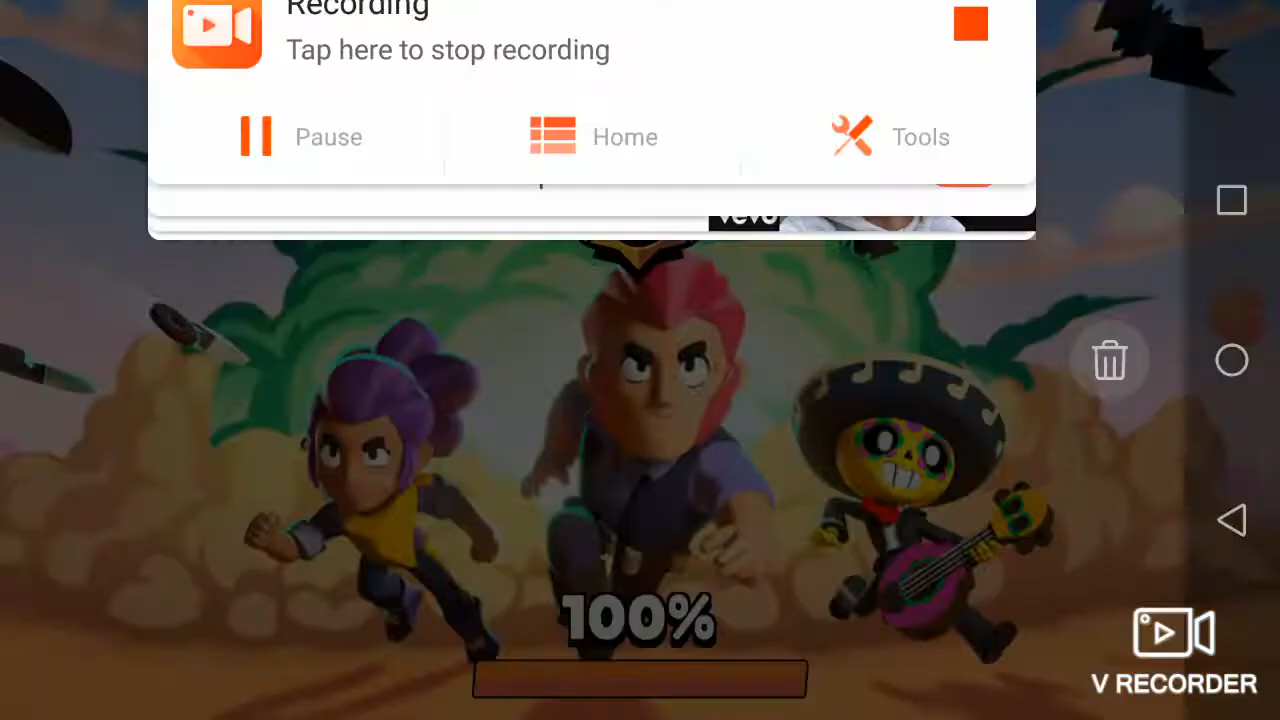 Recording
Tap here to stop recording
Pause
Home
Tools
vevo
100%
V RECORDER